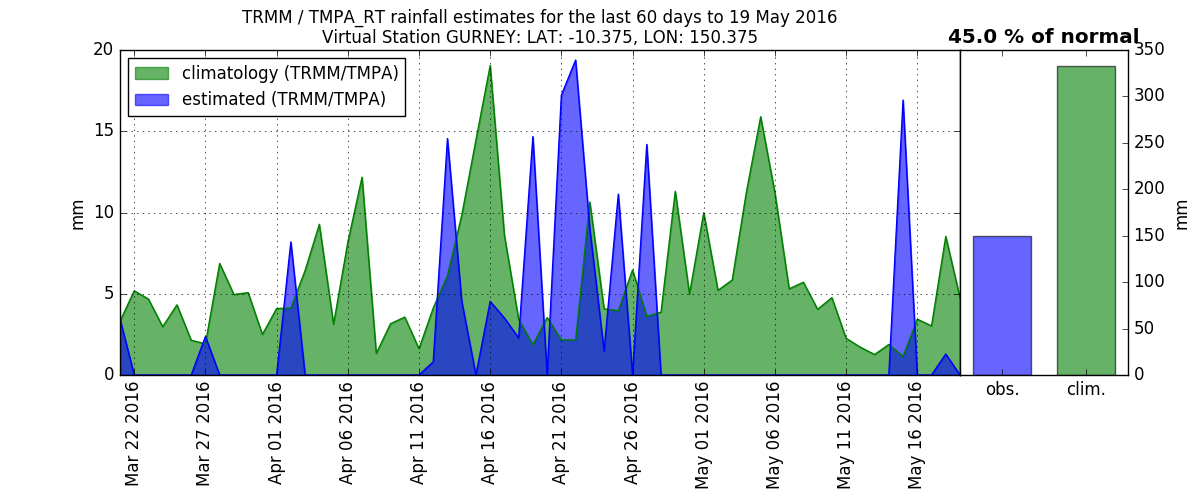 TRMM / TMPA_RT rainfall estimates for the last 60 days to 19 May 2016
Virtual Station GURNEY: LAT: -10.375, LON: 150.375
45.0 % of normal
climatology (TRMM/TMPA)
estimated (TRMM/TMPA)
mm
20
15
10
5
0
350
300
250
200
150
100
50
0
mm
Mar 22 2016
Mar 27 2016
Apr 01 2016
Apr 06 2016
Apr 11 2016
Apr 16 2016
Apr 21 2016
Apr 26 2016
May 01 2016
May 06 2016
May 11 2016
May 16 2016
obs.
clim.